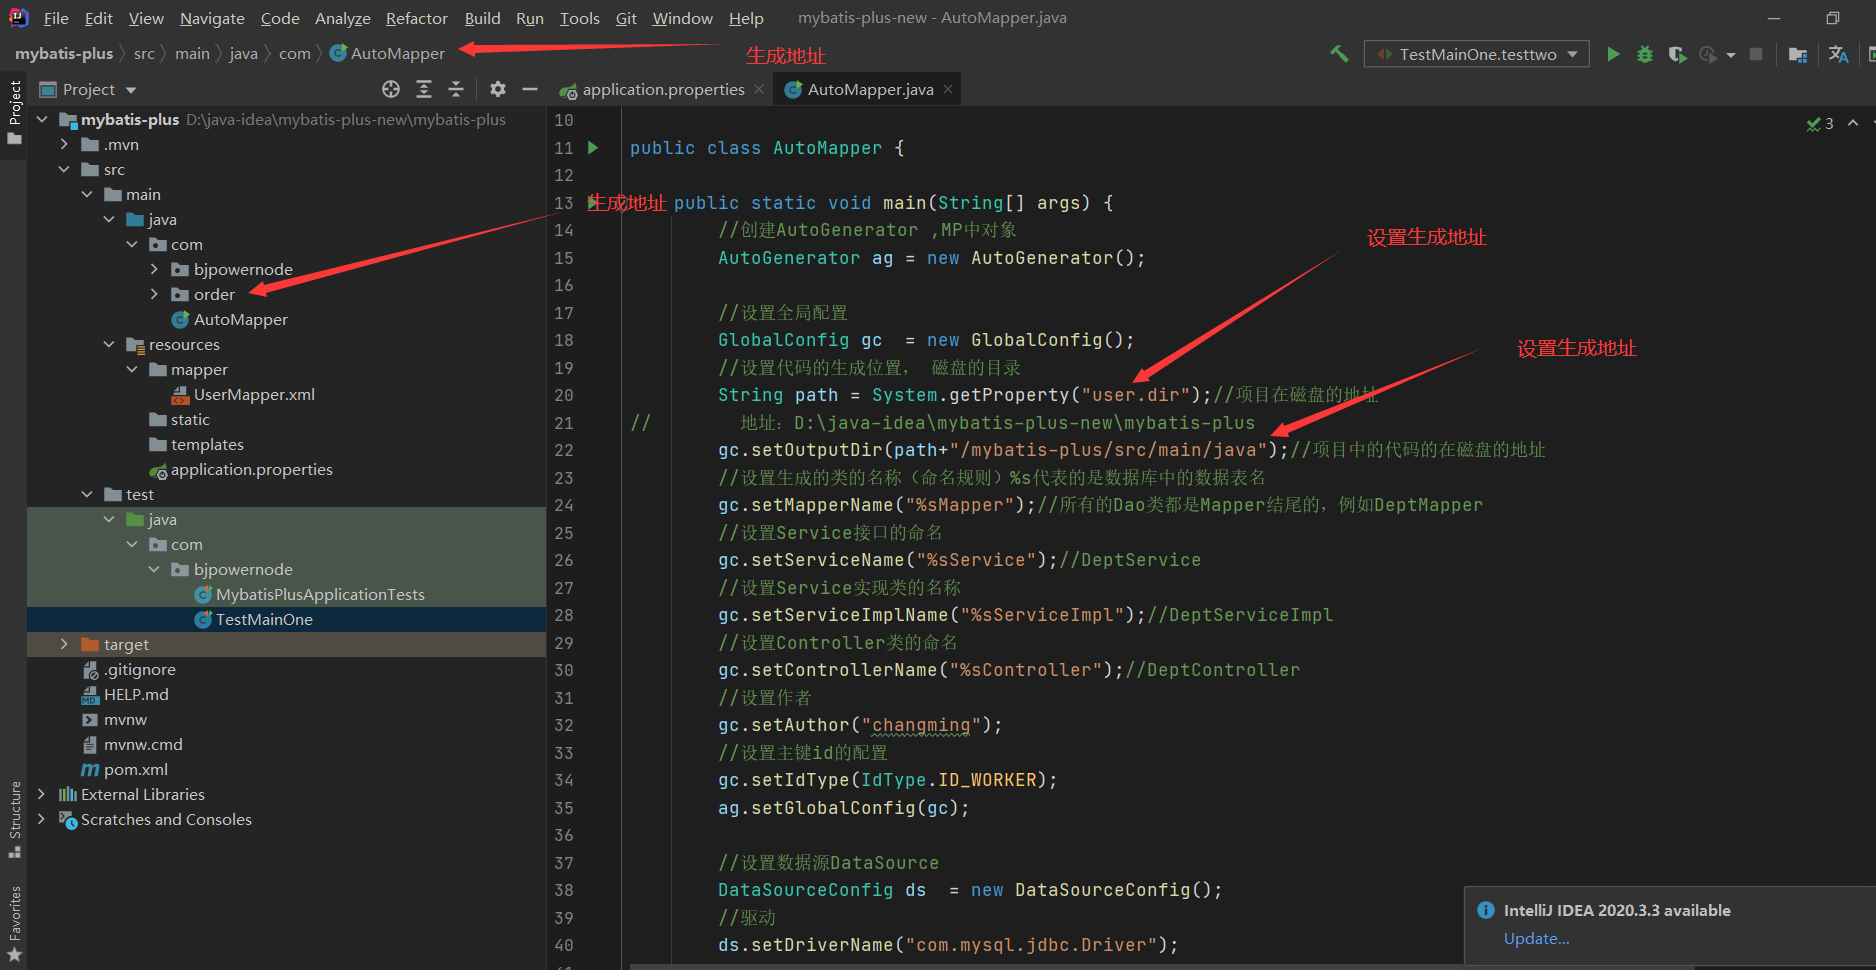 File Edit View Navigate Code Analyze Refactor Build Run Tools Git Window Help mybatis-plus-new - AutoMapper.java
mybatis-plus src main java com AutoMapper
生成地址
TestMainOne.testtwo
Project
application.properties
AutoMapper.java
Project
mybatis-plus D:\java-idea\mybatis-plus-new\mybatis-plus
.mvn
src
main
java
com
bjpowernode
order
AutoMapper
resources
mapper
UserMapper.xml
static
templates
application.properties
test
java
com
bjpowernode
MybatisPlusApplicationTests
TestMainOne
target
.gitignore
HELP.md
mvnw
mvnw.cmd
pom.xml
External Libraries
Scratches and Consoles
Structure
Favorites
3
10
11 public class AutoMapper {
12
13 生成地址 public static void main(String[] args) {
14 //创建AutoGenerator ,MP中对象
设置生成地址
15 AutoGenerator ag = new AutoGenerator();
16
17 //设置全局配置
18 GlobalConfig gc  = new GlobalConfig();
设置生成地址
19 //设置代码的生成位置， 磁盘的目录
20 String path = System.getProperty("user.dir");//项目在磁盘的地址
21 // 地址：D:\java-idea\mybatis-plus-new\mybatis-plus
22 gc.setOutputDir(path+"/mybatis-plus/src/main/java");//项目中的代码的在磁盘的地址
23 //设置生成的类的名称（命名规则）%s代表的是数据库中的数据表名
24 gc.setMapperName("%sMapper");//所有的Dao类都是Mapper结尾的，例如DeptMapper
25 //设置Service接口的命名
26 gc.setServiceName("%sService");//DeptService
27 //设置Service实现类的名称
28 gc.setServiceImplName("%sServiceImpl");//DeptServiceImpl
29 //设置Controller类的命名
30 gc.setControllerName("%sController");//DeptController
31 //设置作者
32 gc.setAuthor("changming");
33 //设置主键id的配置
34 gc.setIdType(IdType.ID_WORKER);
35 ag.setGlobalConfig(gc);
36
37 //设置数据源DataSource
38 DataSourceConfig ds  = new DataSourceConfig();
39 //驱动
40 ds.setDriverName("com.mysql.jdbc.Driver");
IntelliJ IDEA 2020.3.3 available
Update...